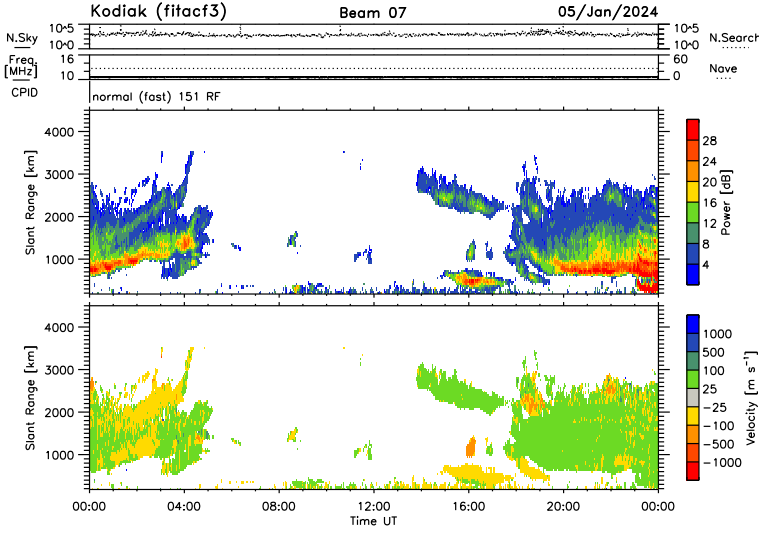 Kodiak (fitacf3) Beam 07 05/Jan/2024
N.Sky 10^5 10^0 10^5 10^0 N.Search
Freq. [MHz] 16 10 60 0 Nave
CPID normal (fast) 151 RF
Slant Range [km] 4000 3000 2000 1000
28 24 20 16 12 8 4 Power [dB]
Slant Range [km] 4000 3000 2000 1000
1000 500 100 25 -25 -100 -500 -1000 Velocity [m s⁻¹]
00:00 04:00 08:00 12:00 16:00 20:00 00:00
Time UT